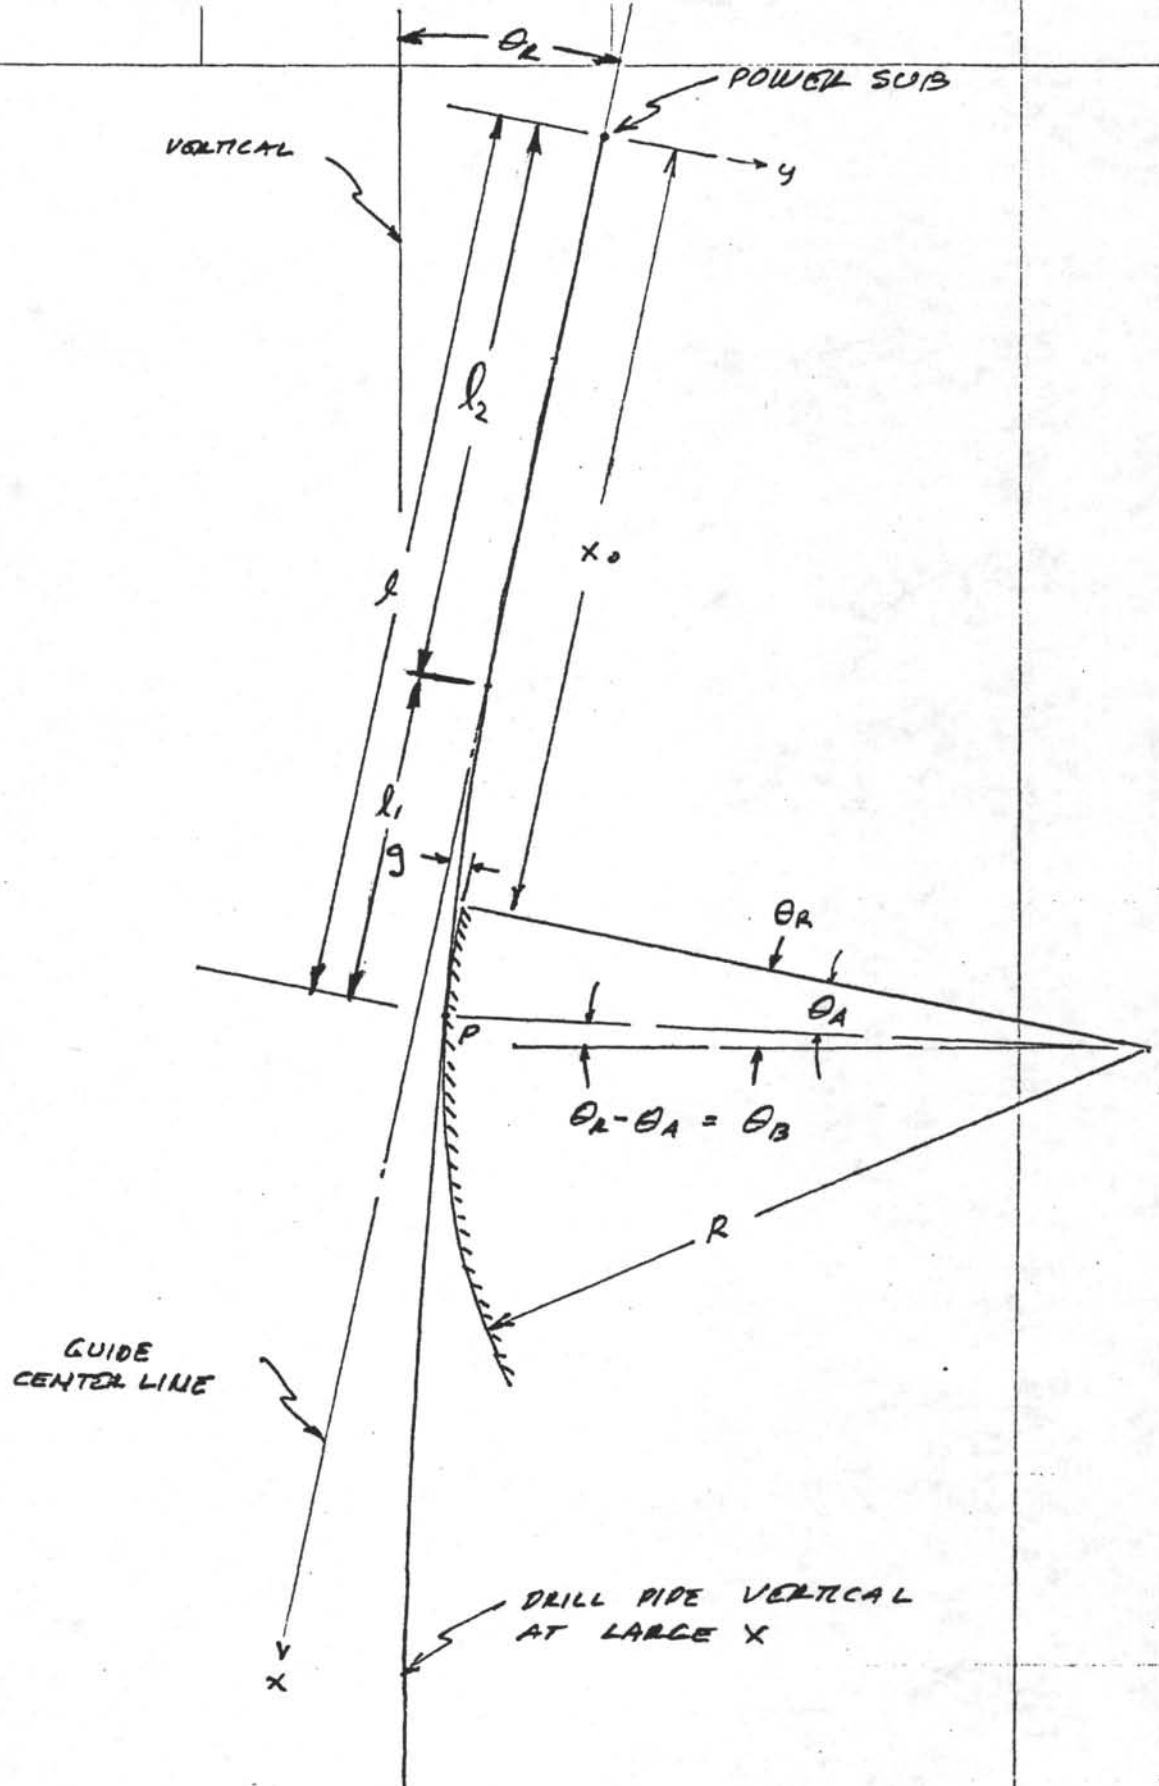 θR
POWER SUB
VERTICAL
y
l2
x0
l
l1
g
θR
θA
P
θR-θA = θB
R
GUIDE
CENTER LINE
DRILL PIPE VERTICAL
AT LARGE X
x